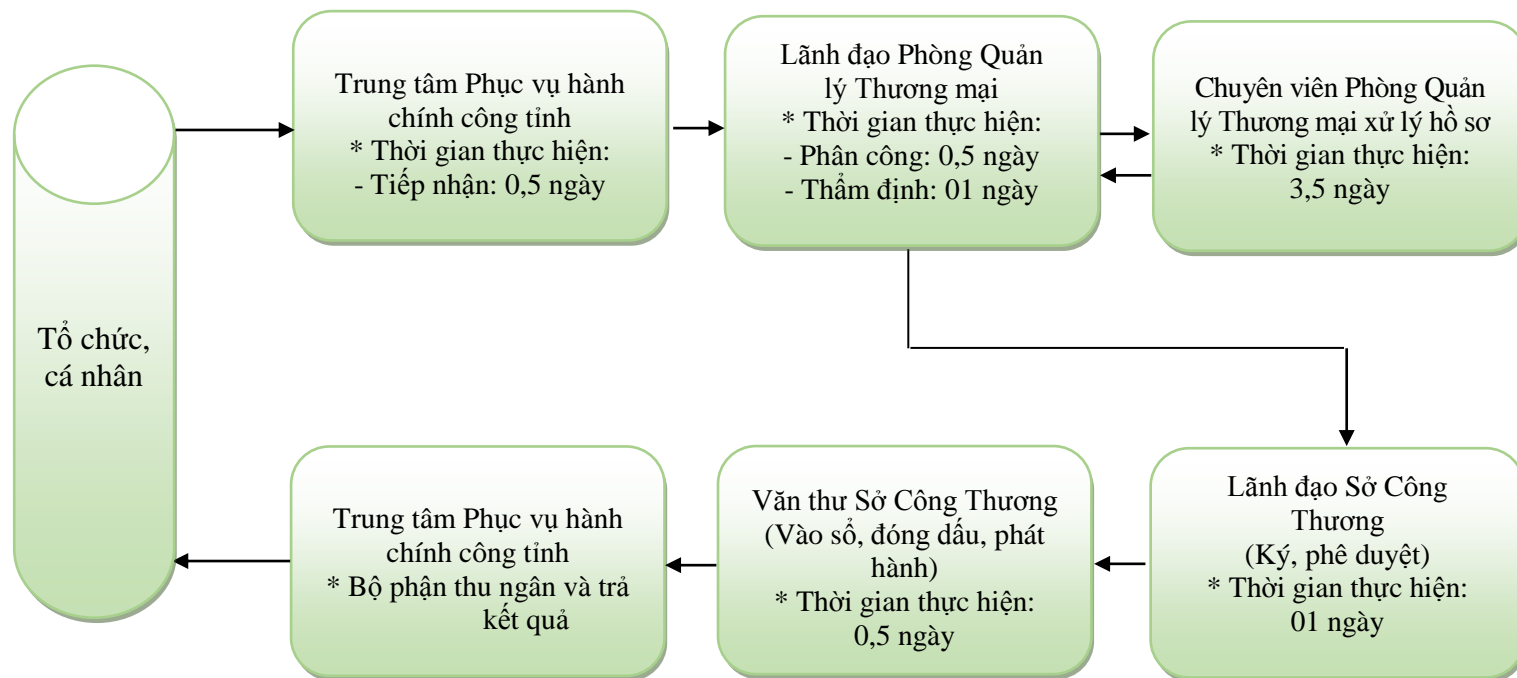 Tổ chức,
cá nhân
Trung tâm Phục vụ hành
chính công tỉnh
* Thời gian thực hiện:
- Tiếp nhận: 0,5 ngày
Lãnh đạo Phòng Quản
lý Thương mại
* Thời gian thực hiện:
- Phân công: 0,5 ngày
- Thẩm định: 01 ngày
Chuyên viên Phòng Quản
lý Thương mại xử lý hồ sơ
* Thời gian thực hiện:
3,5 ngày
Lãnh đạo Sở Công
Thương
(Ký, phê duyệt)
* Thời gian thực hiện:
01 ngày
Văn thư Sở Công Thương
(Vào sổ, đóng dấu, phát
hành)
* Thời gian thực hiện:
0,5 ngày
Trung tâm Phục vụ hành
chính công tỉnh
* Bộ phận thu ngân và trả
kết quả